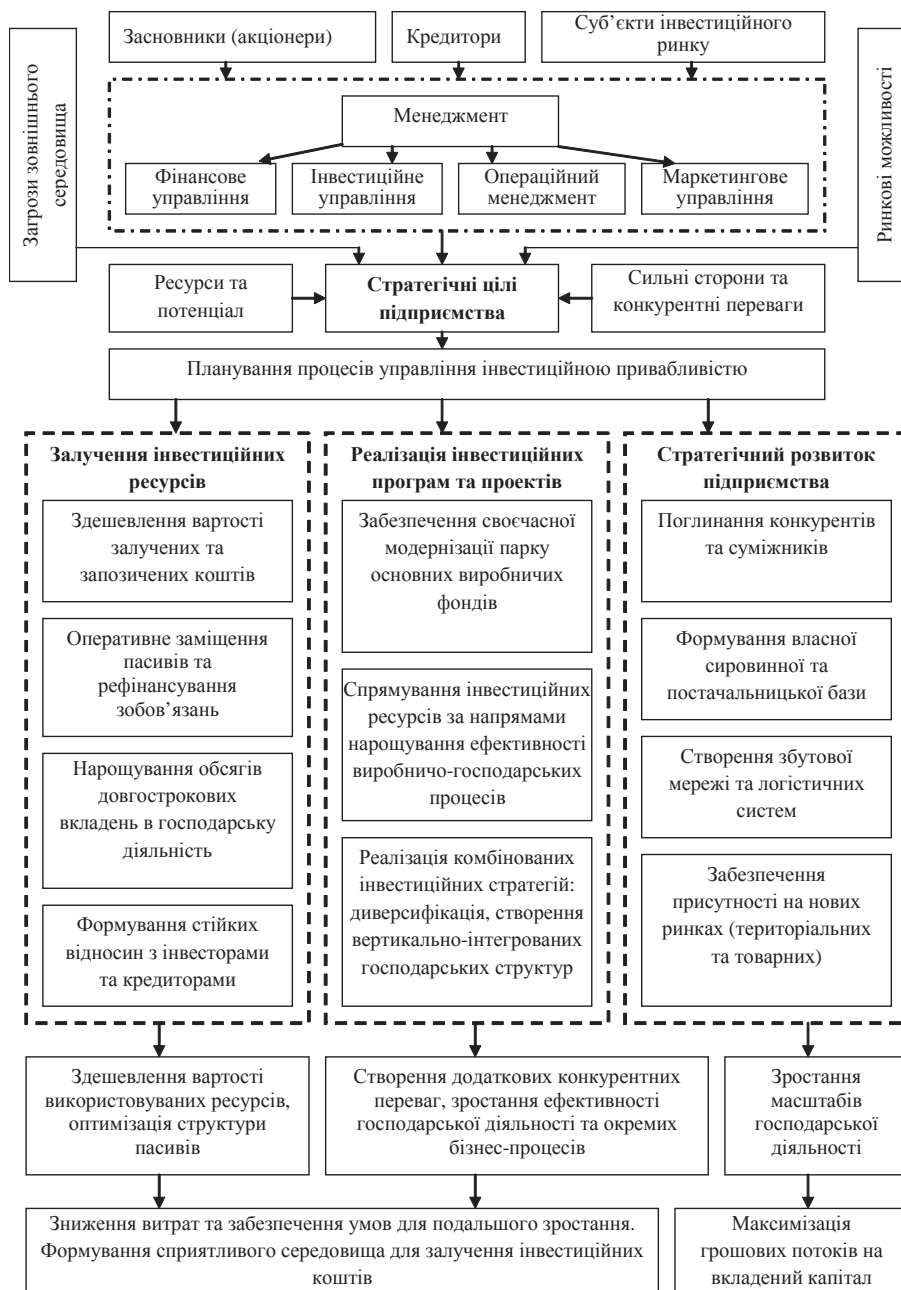 Засновники (акціонери)
Кредитори
Суб’єкти інвестиційного
ринку
Загрози зовнішнього
середовища
Ринкові можливості
Менеджмент
Фінансове
управління
Інвестиційне
управління
Операційний
менеджмент
Маркетингове
управління
Ресурси та
потенціал
Стратегічні цілі
підприємства
Сильні сторони та
конкурентні переваги
Планування процесів управління інвестиційною привабливістю
Залучення інвестиційних
ресурсів
Здешевлення вартості
залучених та
запозичених коштів
Оперативне заміщення
пасивів та
рефінансування
зобов’язань
Нарощування обсягів
довгострокових
вкладень в господарську
діяльність
Формування стійких
відносин з інвесторами
та кредиторами
Реалізація інвестиційних
програм та проектів
Забезпечення своєчасної
модернізації парку
основних виробничих
фондів
Спрямування інвестиційних
ресурсів за напрямами
нарощування ефективності
виробничо-господарських
процесів
Реалізація комбінованих
інвестиційних стратегій:
диверсифікація, створення
вертикально-інтегрованих
господарських структур
Стратегічний розвиток
підприємства
Поглинання конкурентів
та суміжників
Формування власної
сировинної та
постачальницької бази
Створення збутової
мережі та логістичних
систем
Забезпечення
присутності на нових
ринках (територіальних
та товарних)
Здешевлення вартості
використовуваних ресурсів,
оптимізація структури
пасивів
Створення додаткових конкурентних
переваг, зростання ефективності
господарської діяльності та окремих
бізнес-процесів
Зростання
масштабів
господарської
діяльності
Зниження витрат та забезпечення умов для подальшого зростання.
Формування сприятливого середовища для залучення інвестиційних
коштів
Максимізація
грошових потоків на
вкладений капітал